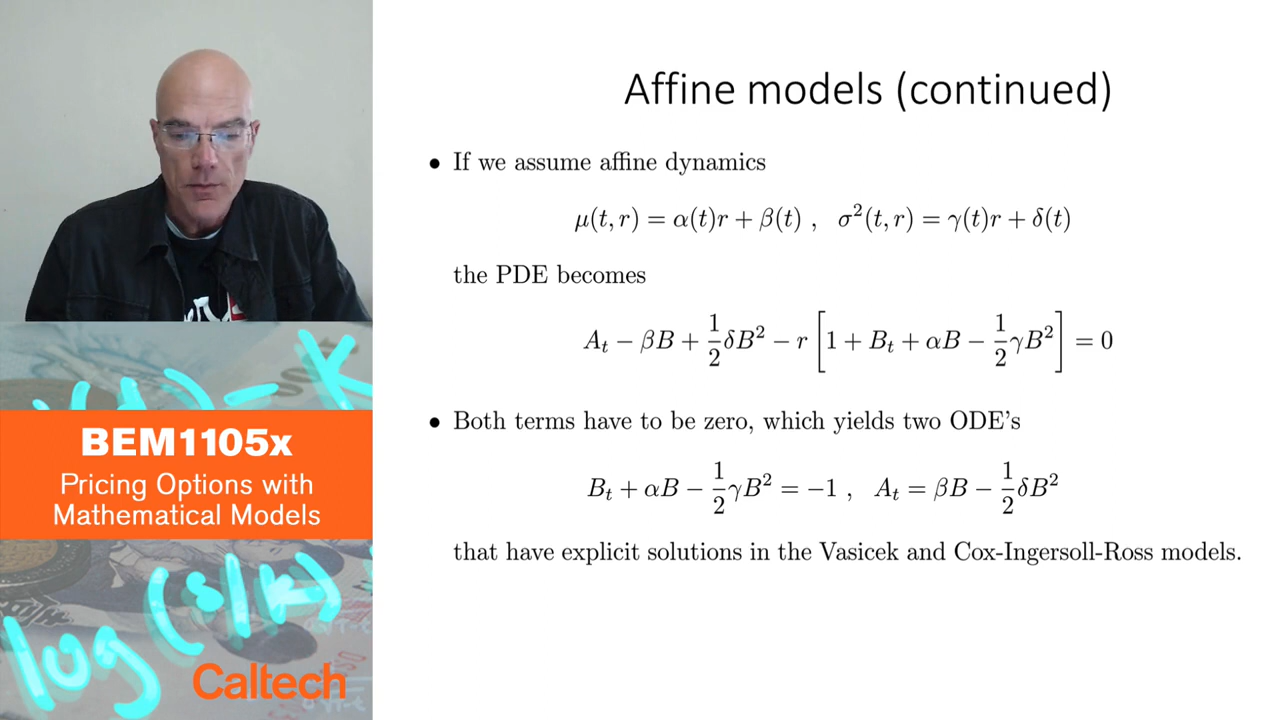 Affine models (continued)
• If we assume affine dynamics
μ(t, r) = α(t)r + β(t) , σ²(t, r) = γ(t)r + δ(t)
the PDE becomes
A_t − βB + 1/2 δB² − r [1 + B_t + αB − 1/2 γB²] = 0
• Both terms have to be zero, which yields two ODE's
B_t + αB − 1/2 γB² = −1 , A_t = βB − 1/2 δB²
that have explicit solutions in the Vasicek and Cox-Ingersoll-Ross models.
BEM1105x
Pricing Options with
Mathematical Models
log (s/k)
Caltech